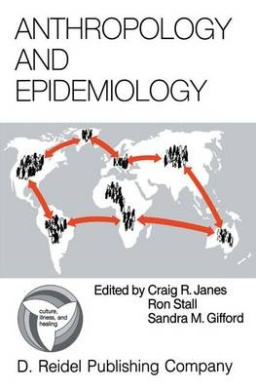 ANTHROPOLOGY
AND
EPIDEMIOLOGY
Edited by Craig R. Janes
Ron Stall
Sandra M. Gifford
culture,
illness, and
healing
D. Reidel Publishing Company